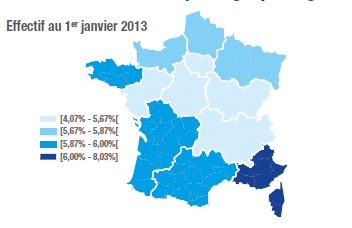 Effectif au 1er janvier 2013
[4,07% - 5,67%[
[5,67% - 5,87%[
[5,87% - 6,00%[
[6,00% - 8,03%]